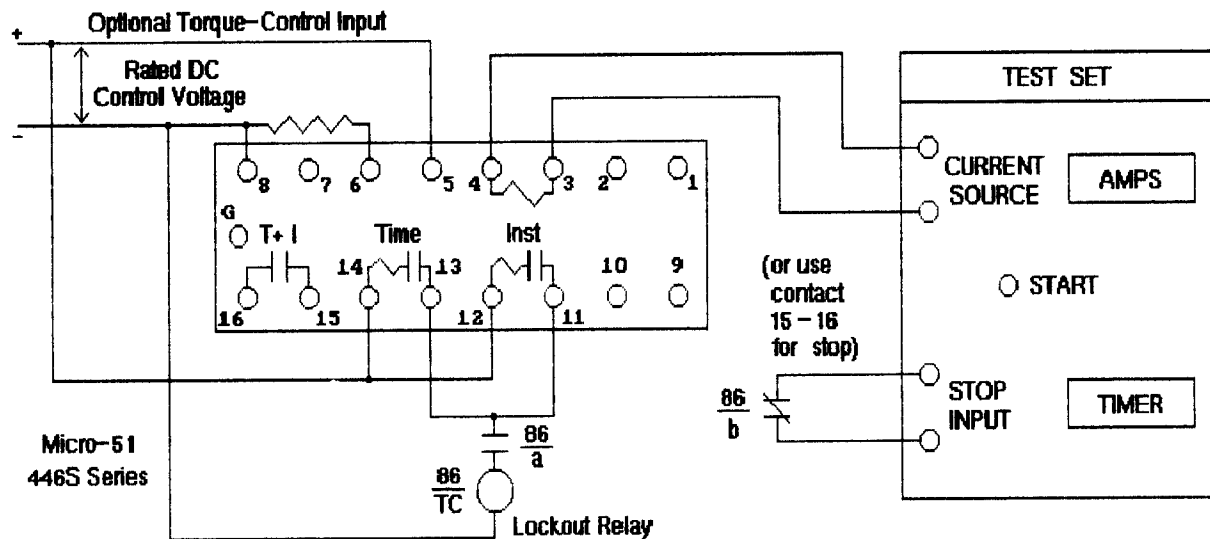 Optional Torque-Control Input
+
Rated DC
Control Voltage
-
8 7 6 5 4 3 2 1
G
T+ I
Time
Inst
14 13 10 9
16 15 12 11
Micro-51
446S Series
86
a
86
TC
Lockout Relay
TEST SET
CURRENT
SOURCE
AMPS
START
(or use
contact
15-16
for stop)
86
b
STOP
INPUT
TIMER